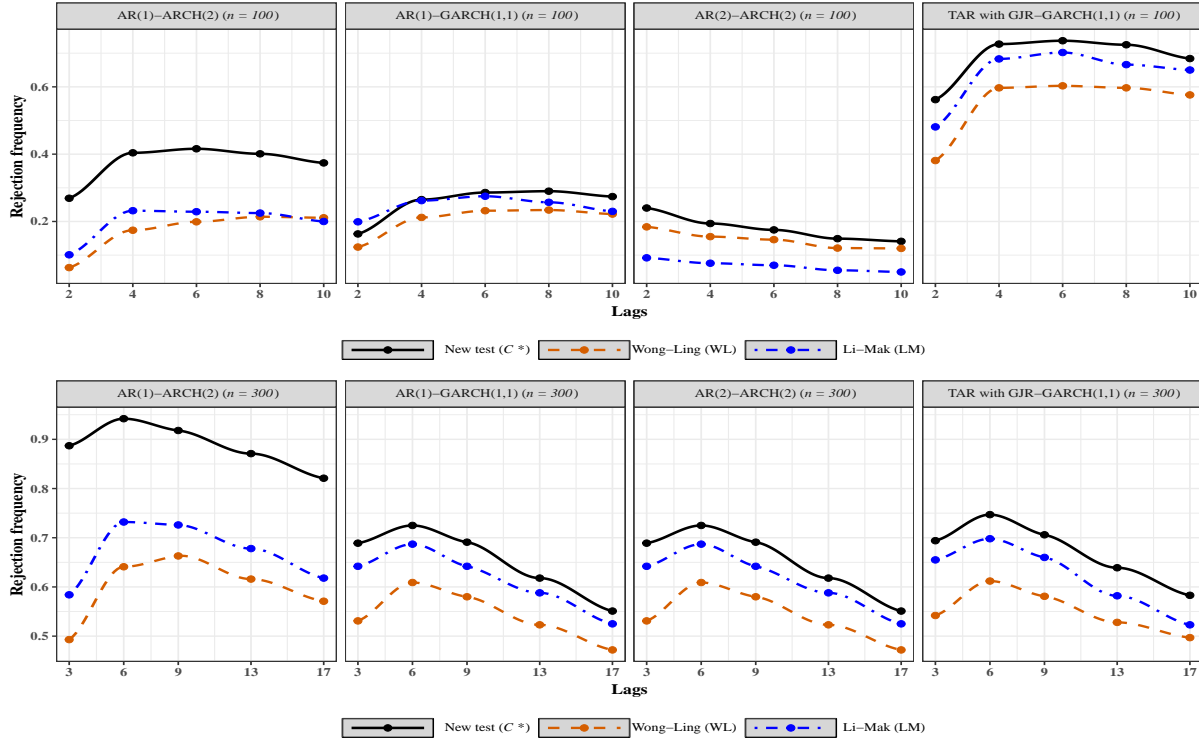 AR(1)−ARCH(2) (n = 100)
AR(1)−GARCH(1,1) (n = 100)
AR(2)−ARCH(2) (n = 100)
TAR with GJR−GARCH(1,1) (n = 100)
Rejection frequency
0.6
0.4
0.2
2 4 6 8 10
2 4 6 8 10
2 4 6 8 10
2 4 6 8 10
Lags
New test (C *)
Wong−Ling (WL)
Li−Mak (LM)
AR(1)−ARCH(2) (n = 300)
AR(1)−GARCH(1,1) (n = 300)
AR(2)−ARCH(2) (n = 300)
TAR with GJR−GARCH(1,1) (n = 300)
Rejection frequency
0.9
0.8
0.7
0.6
0.5
3 6 9 13 17
3 6 9 13 17
3 6 9 13 17
3 6 9 13 17
Lags
New test (C *)
Wong−Ling (WL)
Li−Mak (LM)